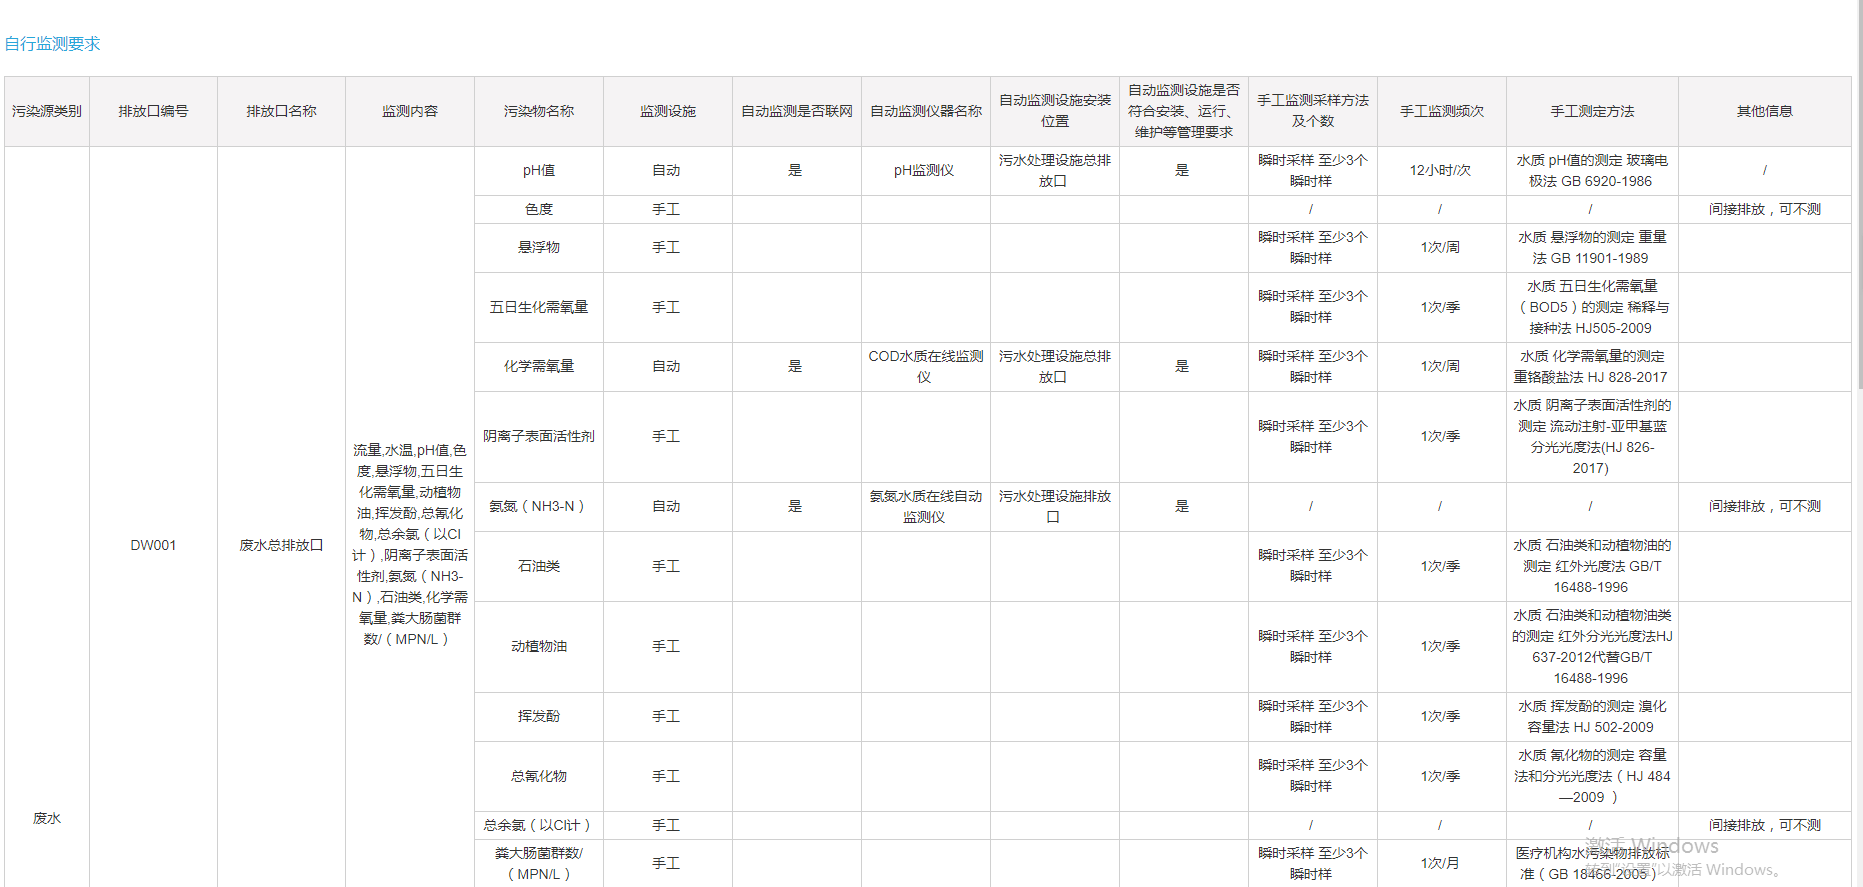 自行监测要求
污染源类别 排放口编号 排放口名称 监测内容 污染物名称 监测设施 自动监测是否联网 自动监测仪器名称 自动监测设施安装位置 自动监测设施是否符合安装、运行、维护等管理要求 手工监测采样方法及个数 手工监测频次 手工测定方法 其他信息
废水 DW001 废水总排放口 流量,水温,pH值,色度,悬浮物,五日生化需氧量,动植物油,挥发酚,总氰化物,总余氯（以Cl计）,阴离子表面活性剂,氨氮（NH3-N）,石油类,化学需氧量,粪大肠菌群数/（MPN/L）
pH值 自动 是 pH监测仪 污水处理设施总排放口 是 瞬时采样 至少3个瞬时样 12小时/次 水质 pH值的测定 玻璃电极法 GB 6920-1986 /
色度 手工 / / / 间接排放，可不测
悬浮物 手工 瞬时采样 至少3个瞬时样 1次/周 水质 悬浮物的测定 重量法 GB 11901-1989
五日生化需氧量 手工 瞬时采样 至少3个瞬时样 1次/季 水质 五日生化需氧量（BOD5）的测定 稀释与接种法 HJ505-2009
化学需氧量 自动 是 COD水质在线监测仪 污水处理设施总排放口 是 瞬时采样 至少3个瞬时样 1次/周 水质 化学需氧量的测定 重铬酸盐法 HJ 828-2017
阴离子表面活性剂 手工 瞬时采样 至少3个瞬时样 1次/季 水质 阴离子表面活性剂的测定 流动注射-亚甲基蓝分光光度法(HJ 826-2017)
氨氮（NH3-N） 自动 是 氨氮水质在线自动监测仪 污水处理设施排放口 是 / / / 间接排放，可不测
石油类 手工 瞬时采样 至少3个瞬时样 1次/季 水质 石油类和动植物油的测定 红外光度法 GB/T 16488-1996
动植物油 手工 瞬时采样 至少3个瞬时样 1次/季 水质 石油类和动植物油类的测定 红外分光光度法HJ 637-2012代替GB/T 16488-1996
挥发酚 手工 瞬时采样 至少3个瞬时样 1次/季 水质 挥发酚的测定 溴化容量法 HJ 502-2009
总氰化物 手工 瞬时采样 至少3个瞬时样 1次/季 水质 氰化物的测定 容量法和分光光度法（HJ 484—2009 ）
总余氯（以Cl计） 手工 / / / 间接排放，可不测
粪大肠菌群数/（MPN/L） 手工 瞬时采样 至少3个瞬时样 1次/月 医疗机构水污染物排放标准（GB 18466-2005）
激活 Windows
转到"设置"以激活 Windows。